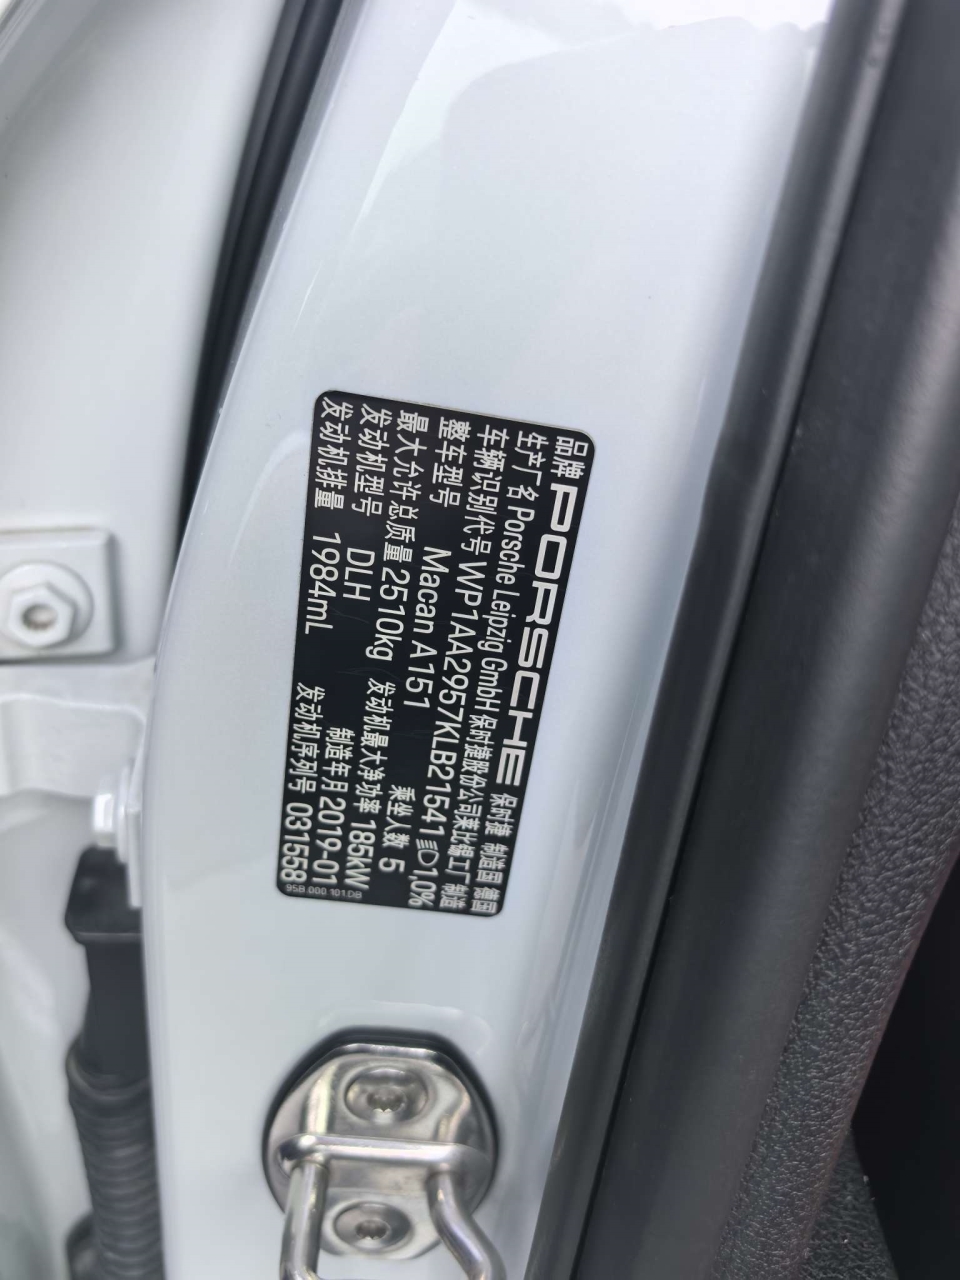 品牌 PORSCHE 保时捷 制造国 德国
生产厂名 Porsche Leipzig GmbH 保时捷股份公司莱比锡工厂制造
车辆识别代号 WP1AA2957KLB21541 1,0%
整车型号 Macan A151 乘坐人数 5
最大允许总质量 2510kg 发动机最大净功率 185kW
发动机型号 DLH 制造年月 2019-01
发动机排量 1984mL 发动机序列号 031558
95B 000 101 DB